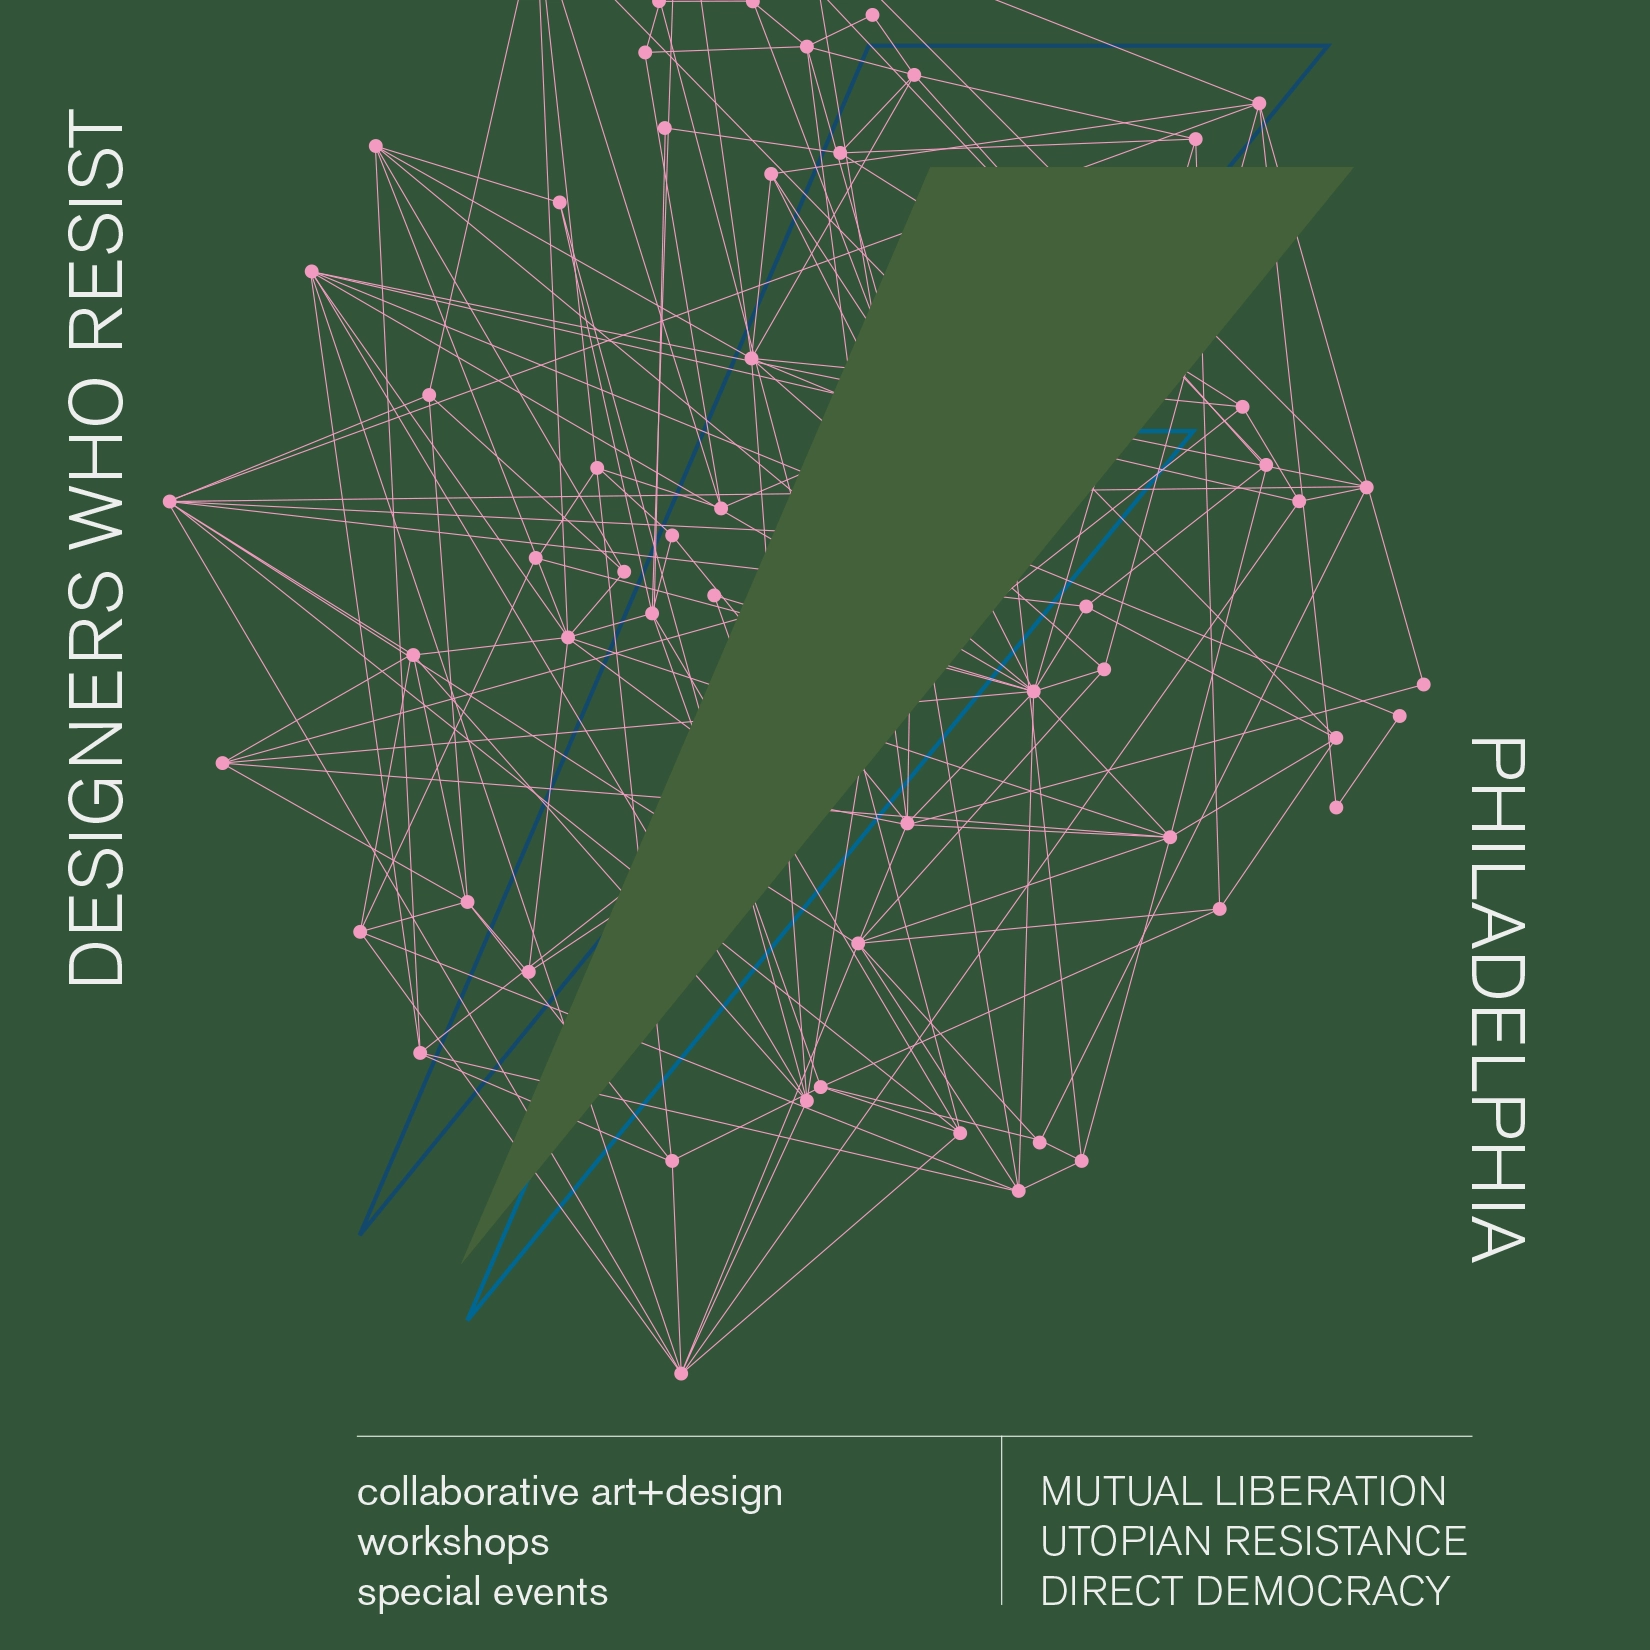 DESIGNERS WHO RESIST
PHILADELPHIA
collaborative art+design
workshops
special events
MUTUAL LIBERATION
UTOPIAN RESISTANCE
DIRECT DEMOCRACY